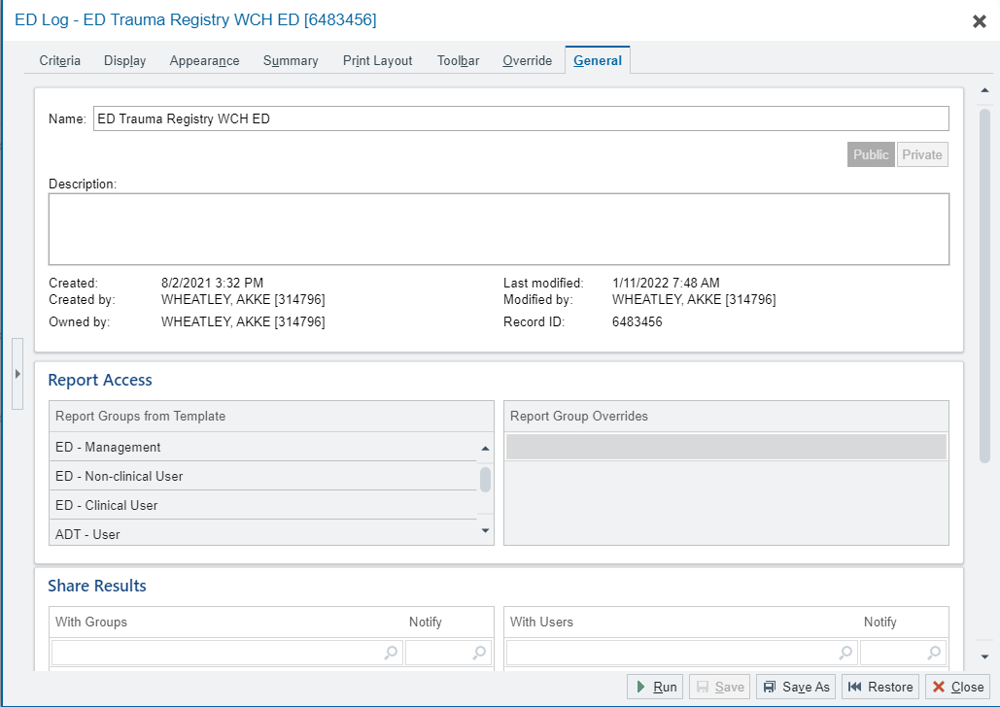 ED Log - ED Trauma Registry WCH ED [6483456]
Criteria Display Appearance Summary Print Layout Toolbar Override General
Name: ED Trauma Registry WCH ED
Public Private
Description:
Created: 8/2/2021 3:32 PM Last modified: 1/11/2022 7:48 AM
Created by: WHEATLEY, AKKE [314796] Modified by: WHEATLEY, AKKE [314796]
Owned by: WHEATLEY, AKKE [314796] Record ID: 6483456
Report Access
Report Groups from Template Report Group Overrides
ED - Management
ED - Non-clinical User
ED - Clinical User
ADT - User
Share Results
With Groups Notify With Users Notify
Run Save Save As Restore Close